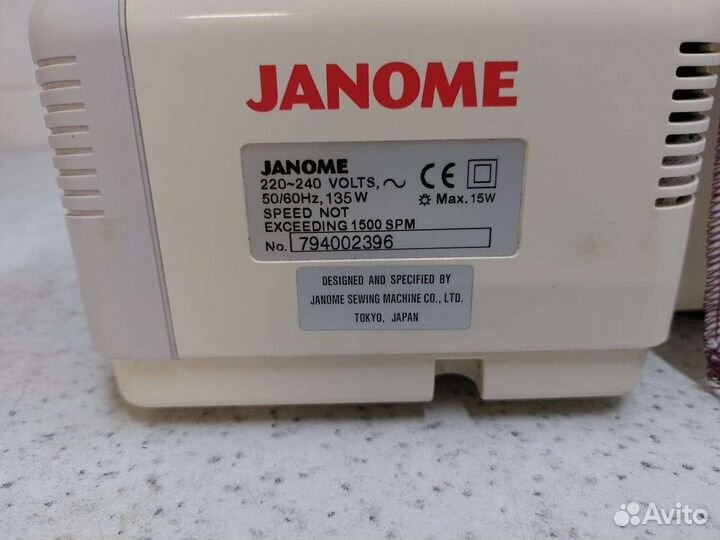 JANOME
JANOME
220~240 VOLTS, ~ CE
50/60Hz, 135W Max. 15W
SPEED NOT
EXCEEDING 1500 SPM
No. 794002396
DESIGNED AND SPECIFIED BY
JANOME SEWING MACHINE CO., LTD.
TOKYO, JAPAN
Avito